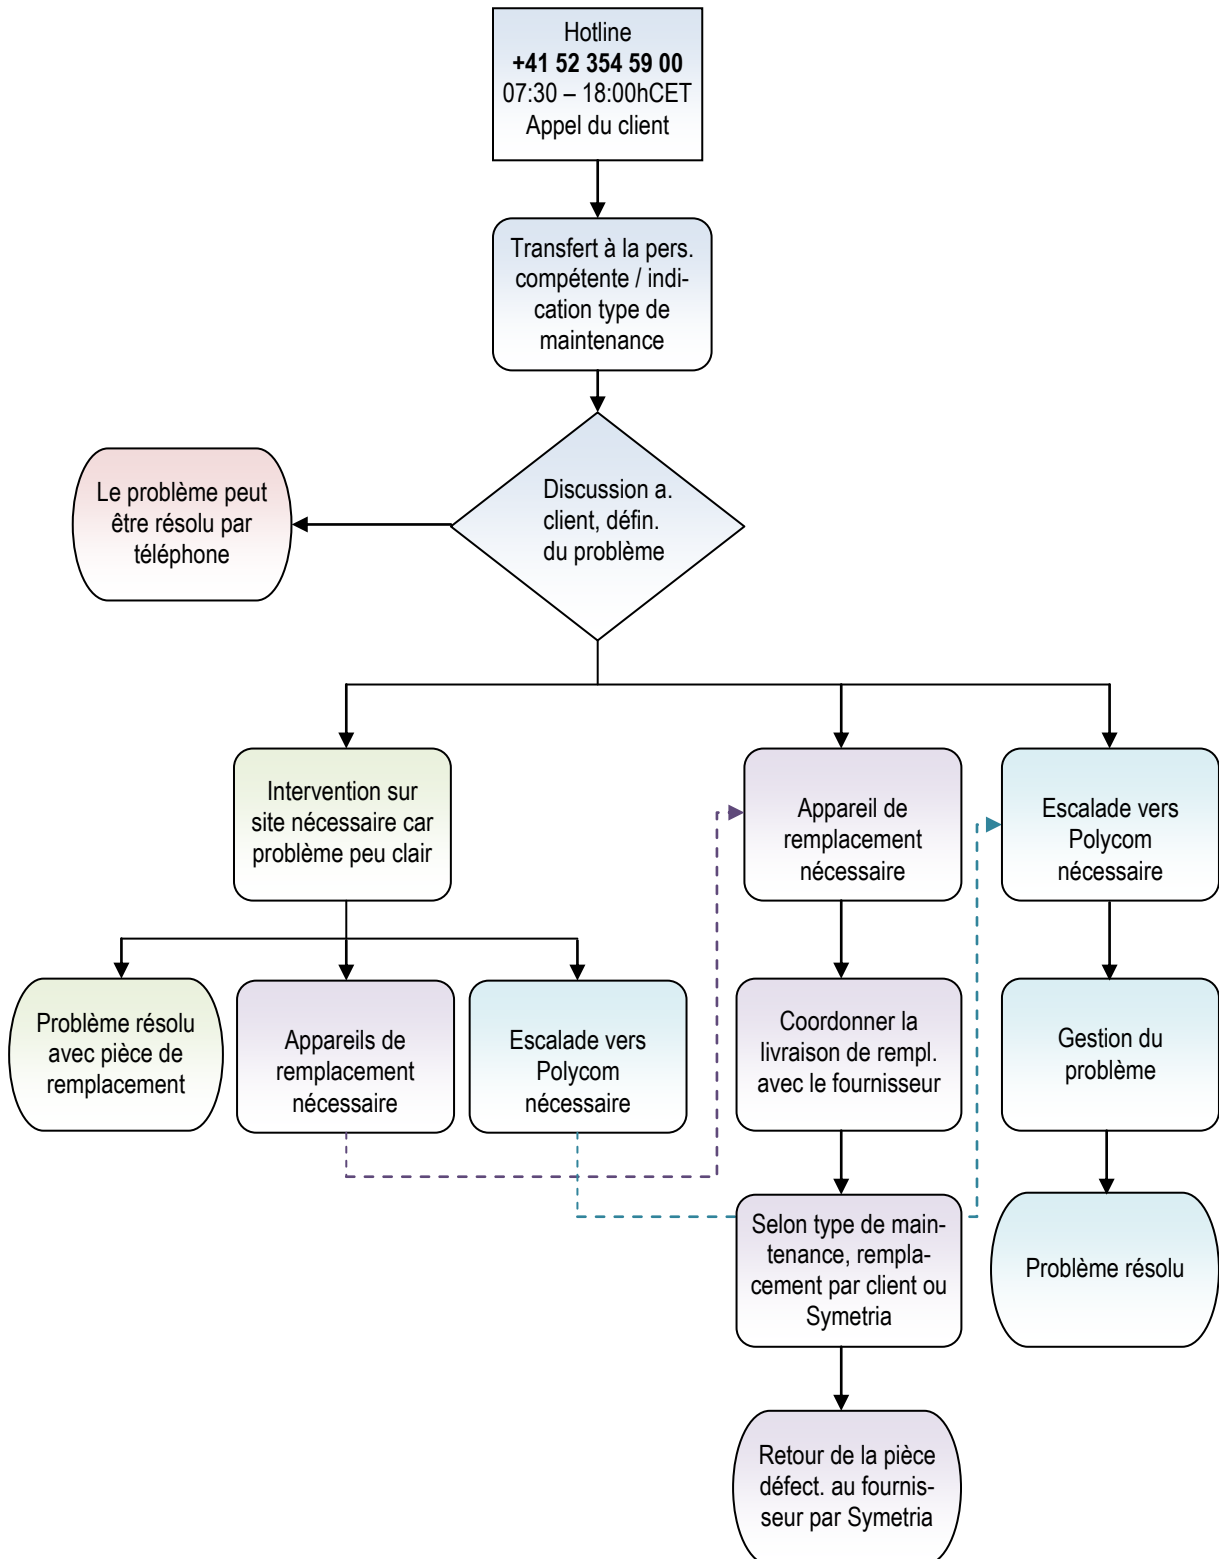 Hotline
+41 52 354 59 00
07:30 – 18:00hCET
Appel du client
Transfert à la pers.
compétente / indi-
cation type de
maintenance
Discussion a.
client, défin.
du problème
Le problème peut
être résolu par
téléphone
Intervention sur
site nécessaire car
problème peu clair
Appareil de
remplacement
nécessaire
Escalade vers
Polycom
nécessaire
Problème résolu
avec pièce de
remplacement
Appareils de
remplacement
nécessaire
Escalade vers
Polycom
nécessaire
Coordonner la
livraison de rempl.
avec le fournisseur
Gestion du
problème
Selon type de main-
tenance, rempla-
cement par client ou
Symetria
Problème résolu
Retour de la pièce
défect. au fournis-
seur par Symetria